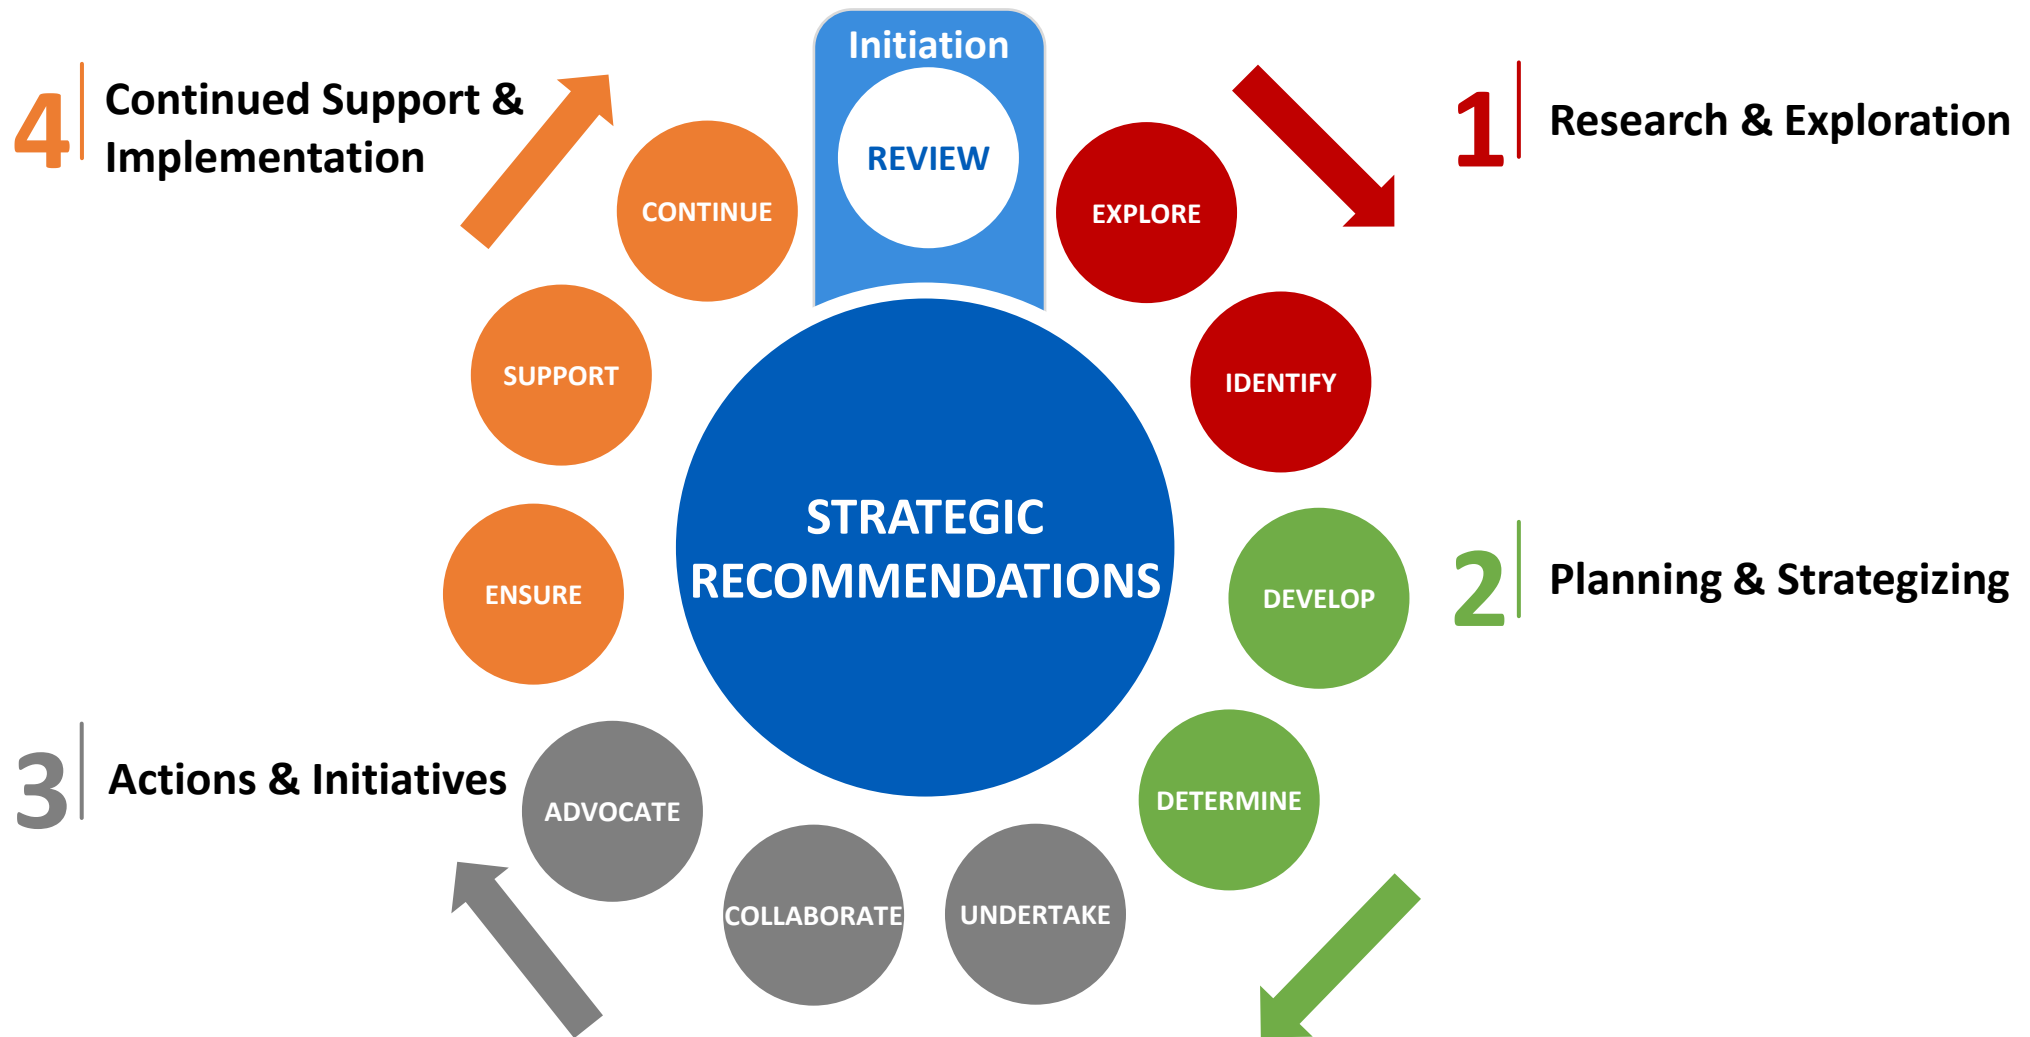 Initiation
REVIEW
1
Research & Exploration
EXPLORE
IDENTIFY
2
Planning & Strategizing
DEVELOP
DETERMINE
3
Actions & Initiatives
UNDERTAKE
COLLABORATE
ADVOCATE
4
Continued Support &
Implementation
ENSURE
SUPPORT
CONTINUE
STRATEGIC
RECOMMENDATIONS